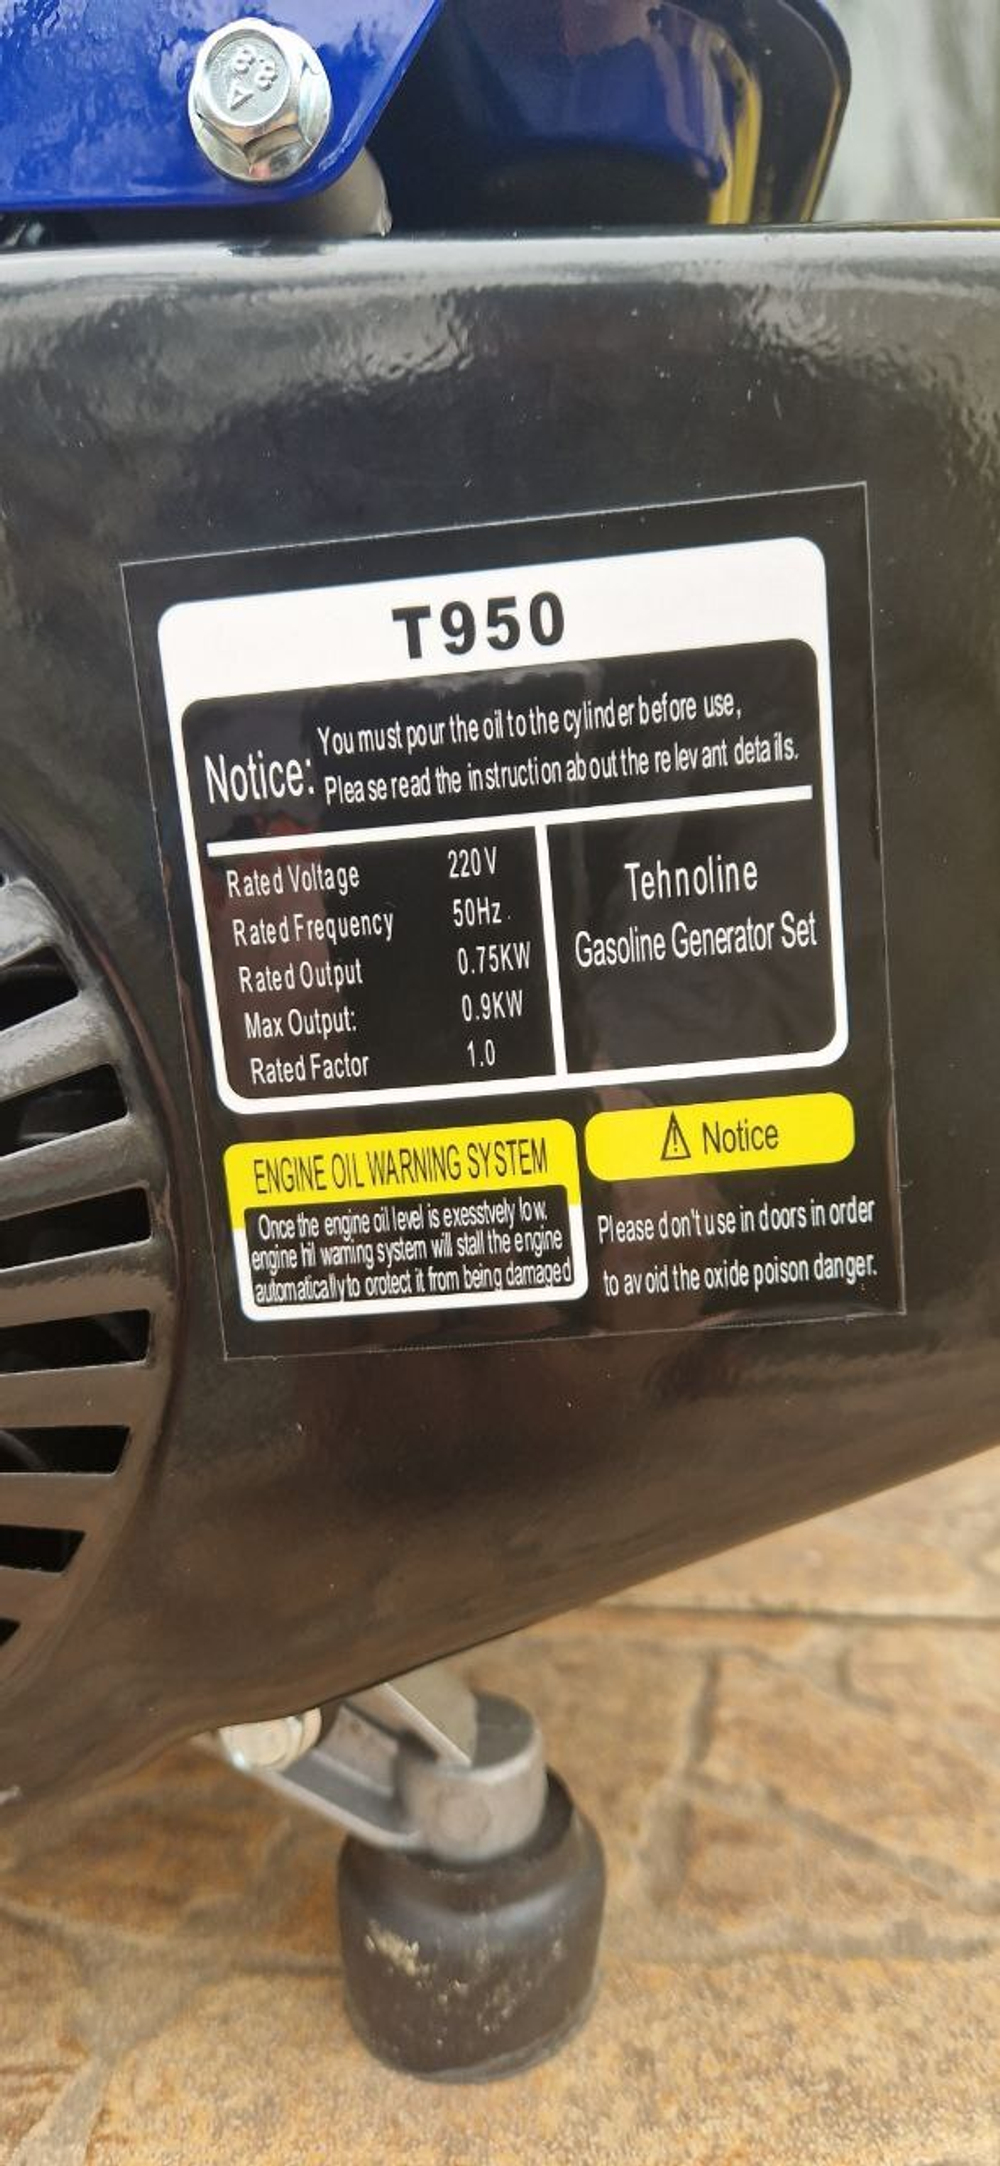 8.8
T950
Notice: You must pour the oil to the cylinder before use,
Please read the instruction about the relevant details.
Rated Voltage 220V
Rated Frequency 50Hz
Rated Output 0.75KW
Max Output: 0.9KW
Rated Factor 1.0
Tehnoline
Gasoline Generator Set
ENGINE OIL WARNING SYSTEM
Once the engine oil level is exesstvely low.
engine hil waming system will stall the engine
automatically to protect it from being damaged
Notice
Please don't use in doors in order
to avoid the oxide poison danger.